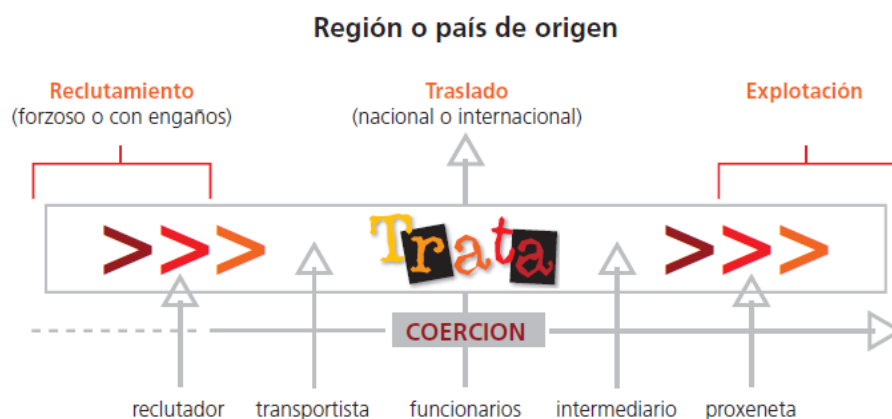 Región o país de origen
Reclutamiento
(forzoso o con engaños)
Traslado
(nacional o internacional)
Explotación
>>> Trata >>>
COERCION
reclutador transportista funcionarios intermediario proxeneta